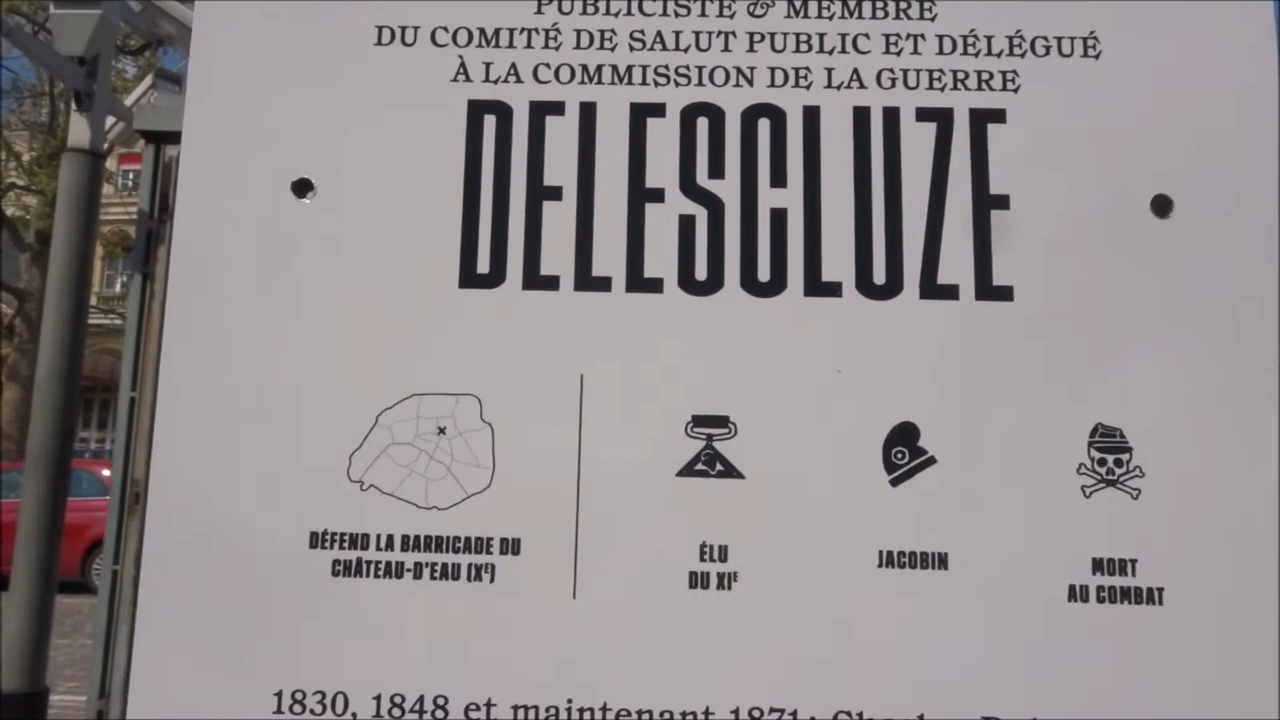 PUBLICISTE & MEMBRE
DU COMITÉ DE SALUT PUBLIC ET DÉLÉGUÉ
À LA COMMISSION DE LA GUERRE
DELESCLUZE
DÉFEND LA BARRICADE DU
CHÂTEAU-D'EAU (XE)
ÉLU
DU XIE
JACOBIN
MORT
AU COMBAT
1830, 1848 et maintenant 1871: Charles